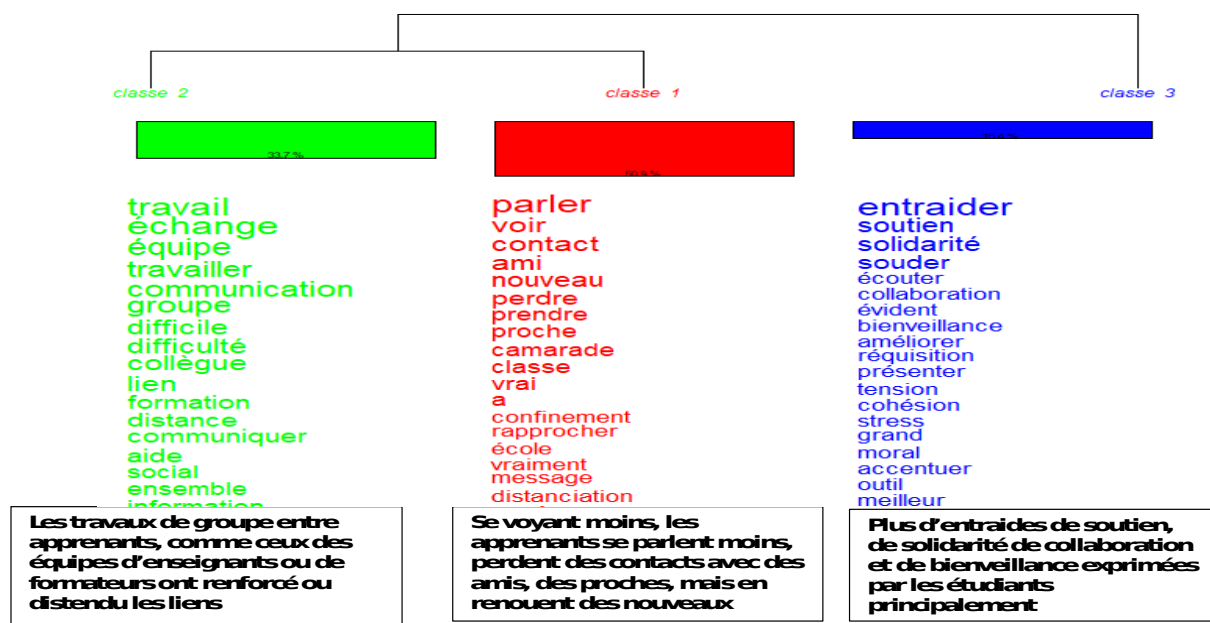 classe 2
classe 1
classe 3
33.7 %
travail
échange
équipe
travailler
communication
groupe
difficile
difficulté
collègue
lien
formation
distance
communiquer
aide
social
ensemble
information
Les travaux de groupe entre
apprenants, comme ceux des
équipes d'enseignants ou de
formateurs ont renforcé ou
distendu les liens
parler
voir
contact
ami
nouveau
perdre
prendre
proche
camarade
classe
vrai
a
confinement
rapprocher
école
vraiment
message
distanciation
Se voyant moins, les
apprenants se parlent moins,
perdent des contacts avec des
amis, des proches, mais en
renouent des nouveaux
entraider
soutien
solidarité
souder
écouter
collaboration
évident
bienveillance
améliorer
réquisition
présenter
tension
cohésion
stress
grand
moral
accentuer
outil
meilleur
Plus d'entraides de soutien,
de solidarité de collaboration
et de bienveillance exprimées
par les étudiants
principalement